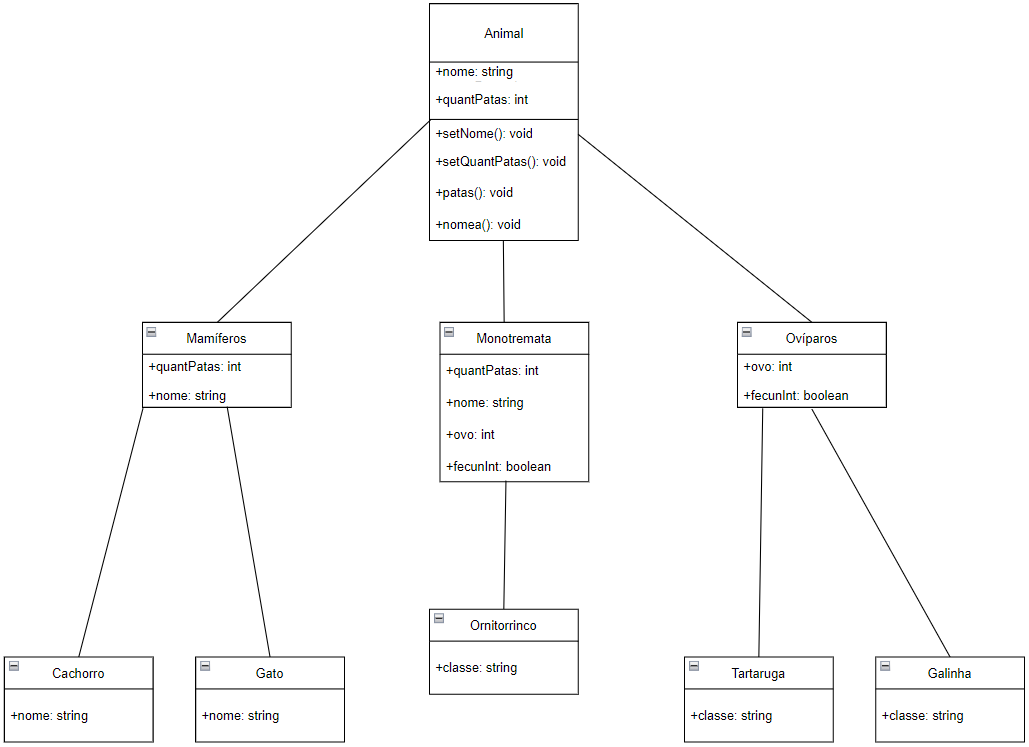 Animal
+nome: string
+quantPatas: int
+setNome(): void
+setQuantPatas(): void
+patas(): void
+nomea(): void
Mamíferos
+quantPatas: int
+nome: string
Monotremata
+quantPatas: int
+nome: string
+ovo: int
+fecunInt: boolean
Ovíparos
+ovo: int
+fecunInt: boolean
Cachorro
+nome: string
Gato
+nome: string
Ornitorrinco
+classe: string
Tartaruga
+classe: string
Galinha
+classe: string